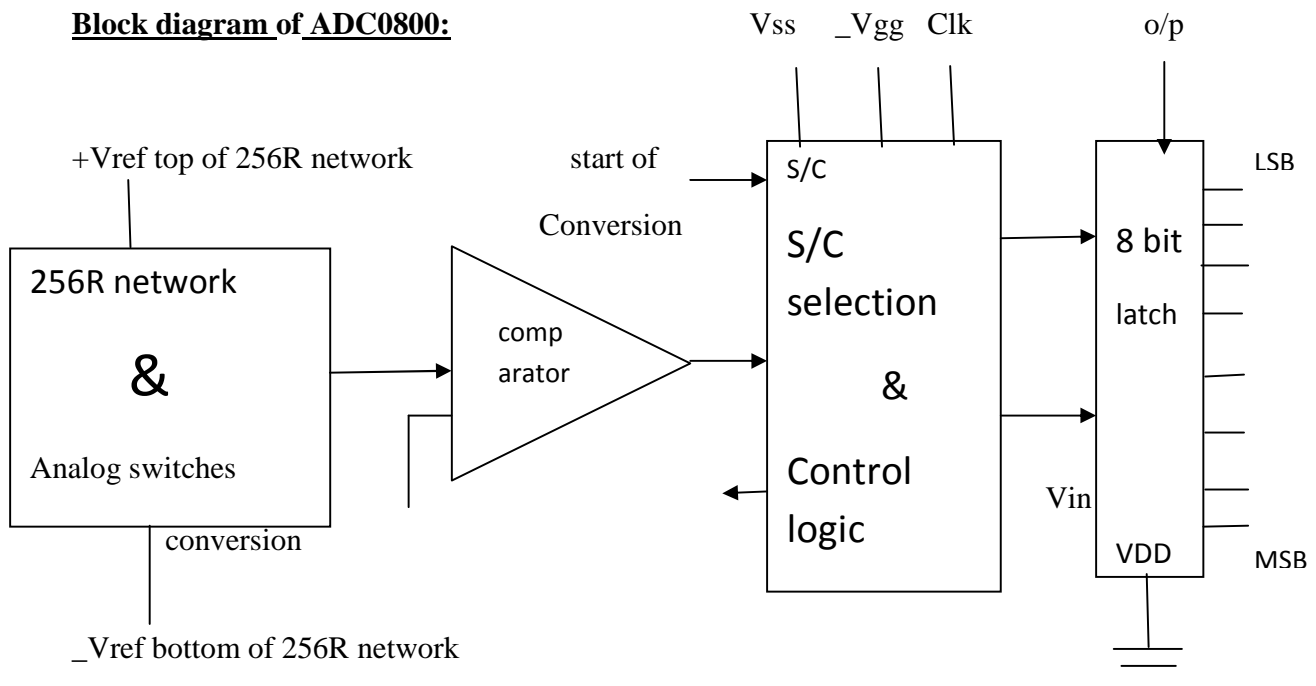 Block diagram of ADC0800:
Vss _Vgg Clk o/p
+Vref top of 256R network
start of
Conversion
256R network
&
Analog switches
conversion
_Vref bottom of 256R network
comp
arator
S/C
S/C
selection
&
Control
logic
Vin
8 bit
latch
VDD
LSB
MSB